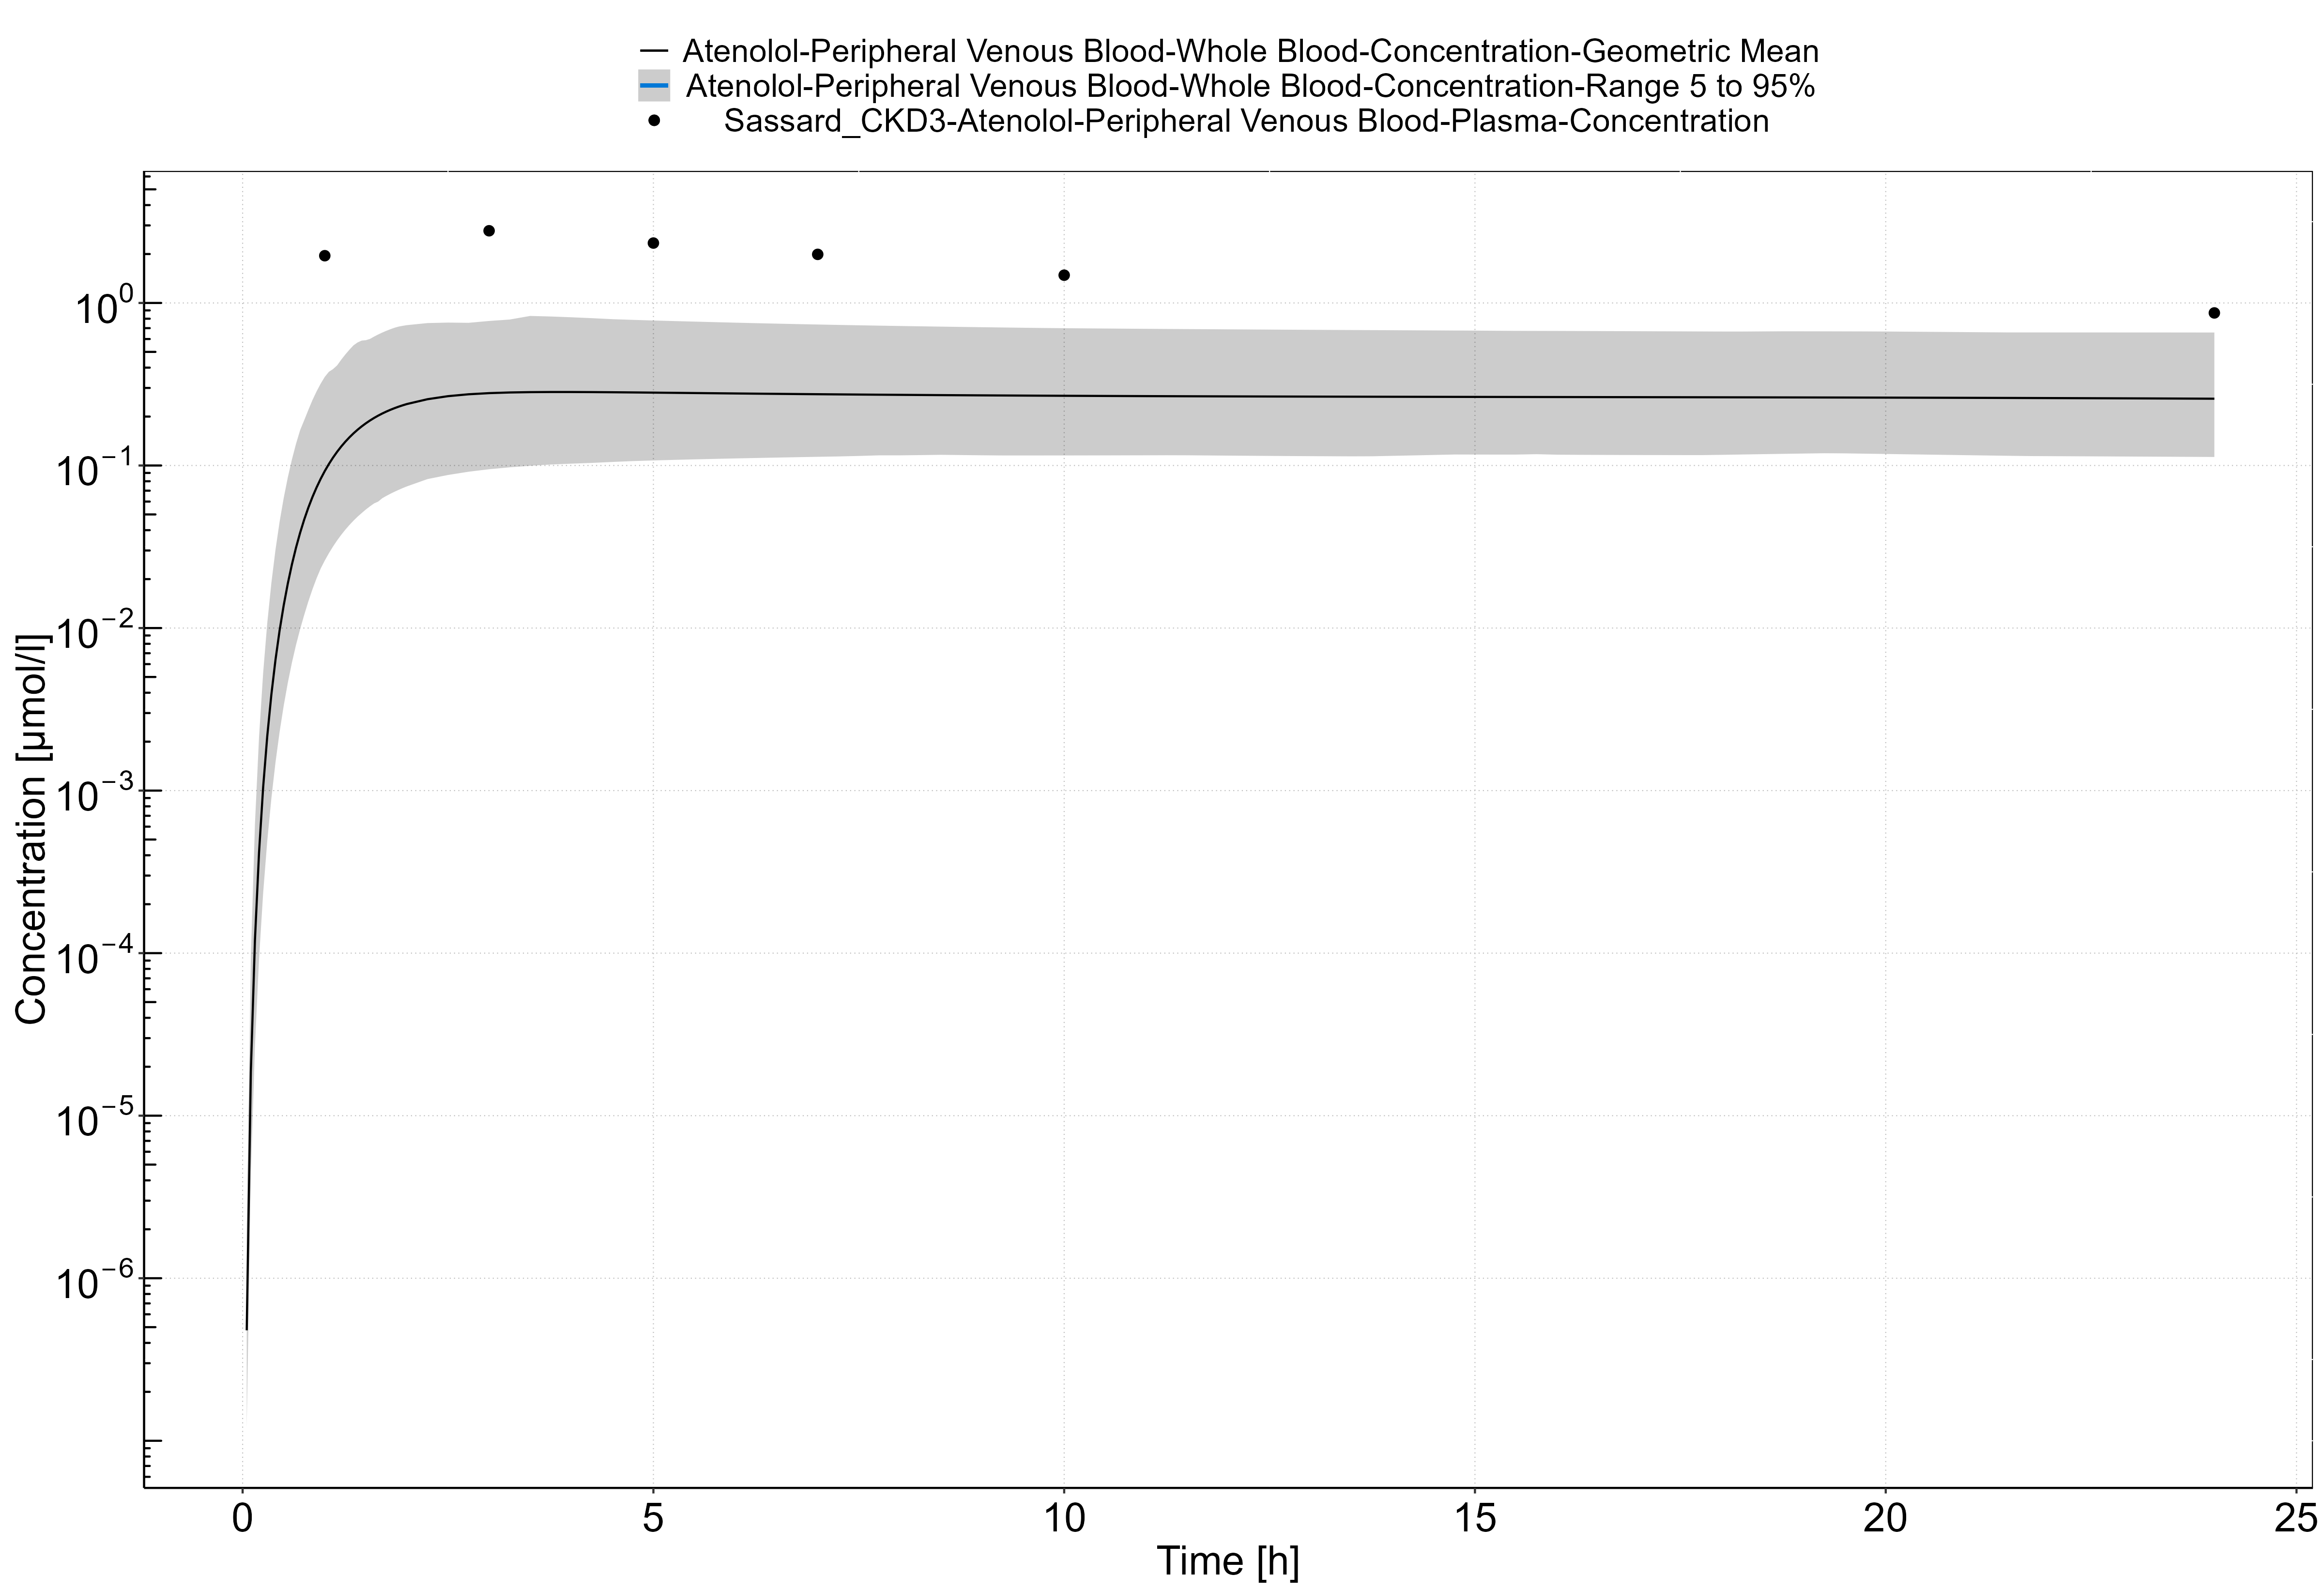 Atenolol-Peripheral Venous Blood-Whole Blood-Concentration-Geometric Mean
Atenolol-Peripheral Venous Blood-Whole Blood-Concentration-Range 5 to 95%
Sassard_CKD3-Atenolol-Peripheral Venous Blood-Plasma-Concentration
Concentration [µmol/l]
10⁰
10⁻¹
10⁻²
10⁻³
10⁻⁴
10⁻⁵
10⁻⁶
0 5 10 15 20 25
Time [h]